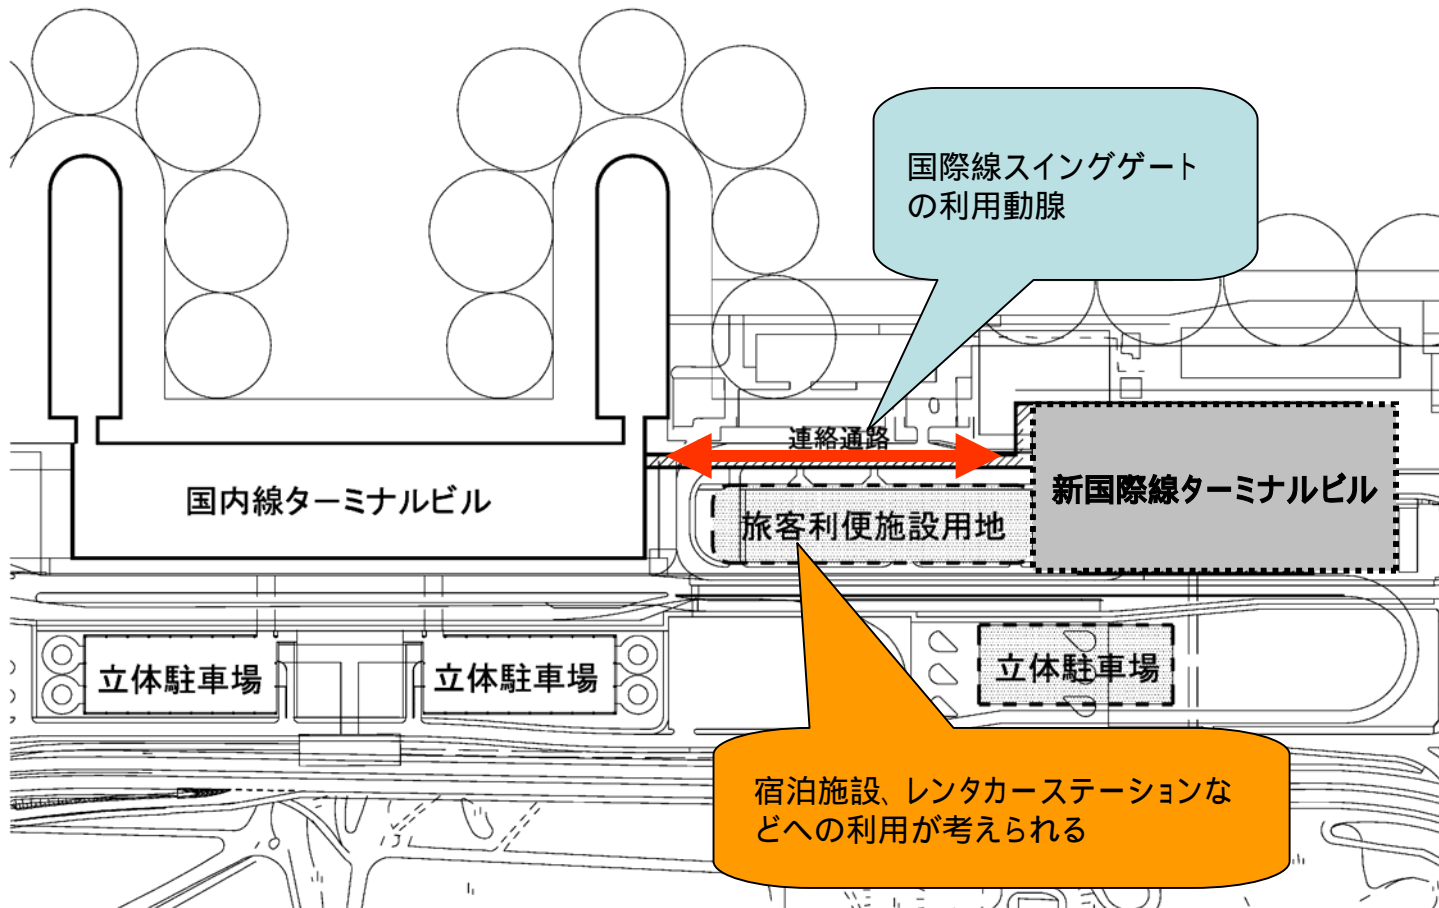 国際線スイングゲート
の利用動腺
連絡通路
国内線ターミナルビル
新国際線ターミナルビル
旅客利便施設用地
立体駐車場
立体駐車場
立体駐車場
宿泊施設、レンタカーステーションな
どへの利用が考えられる